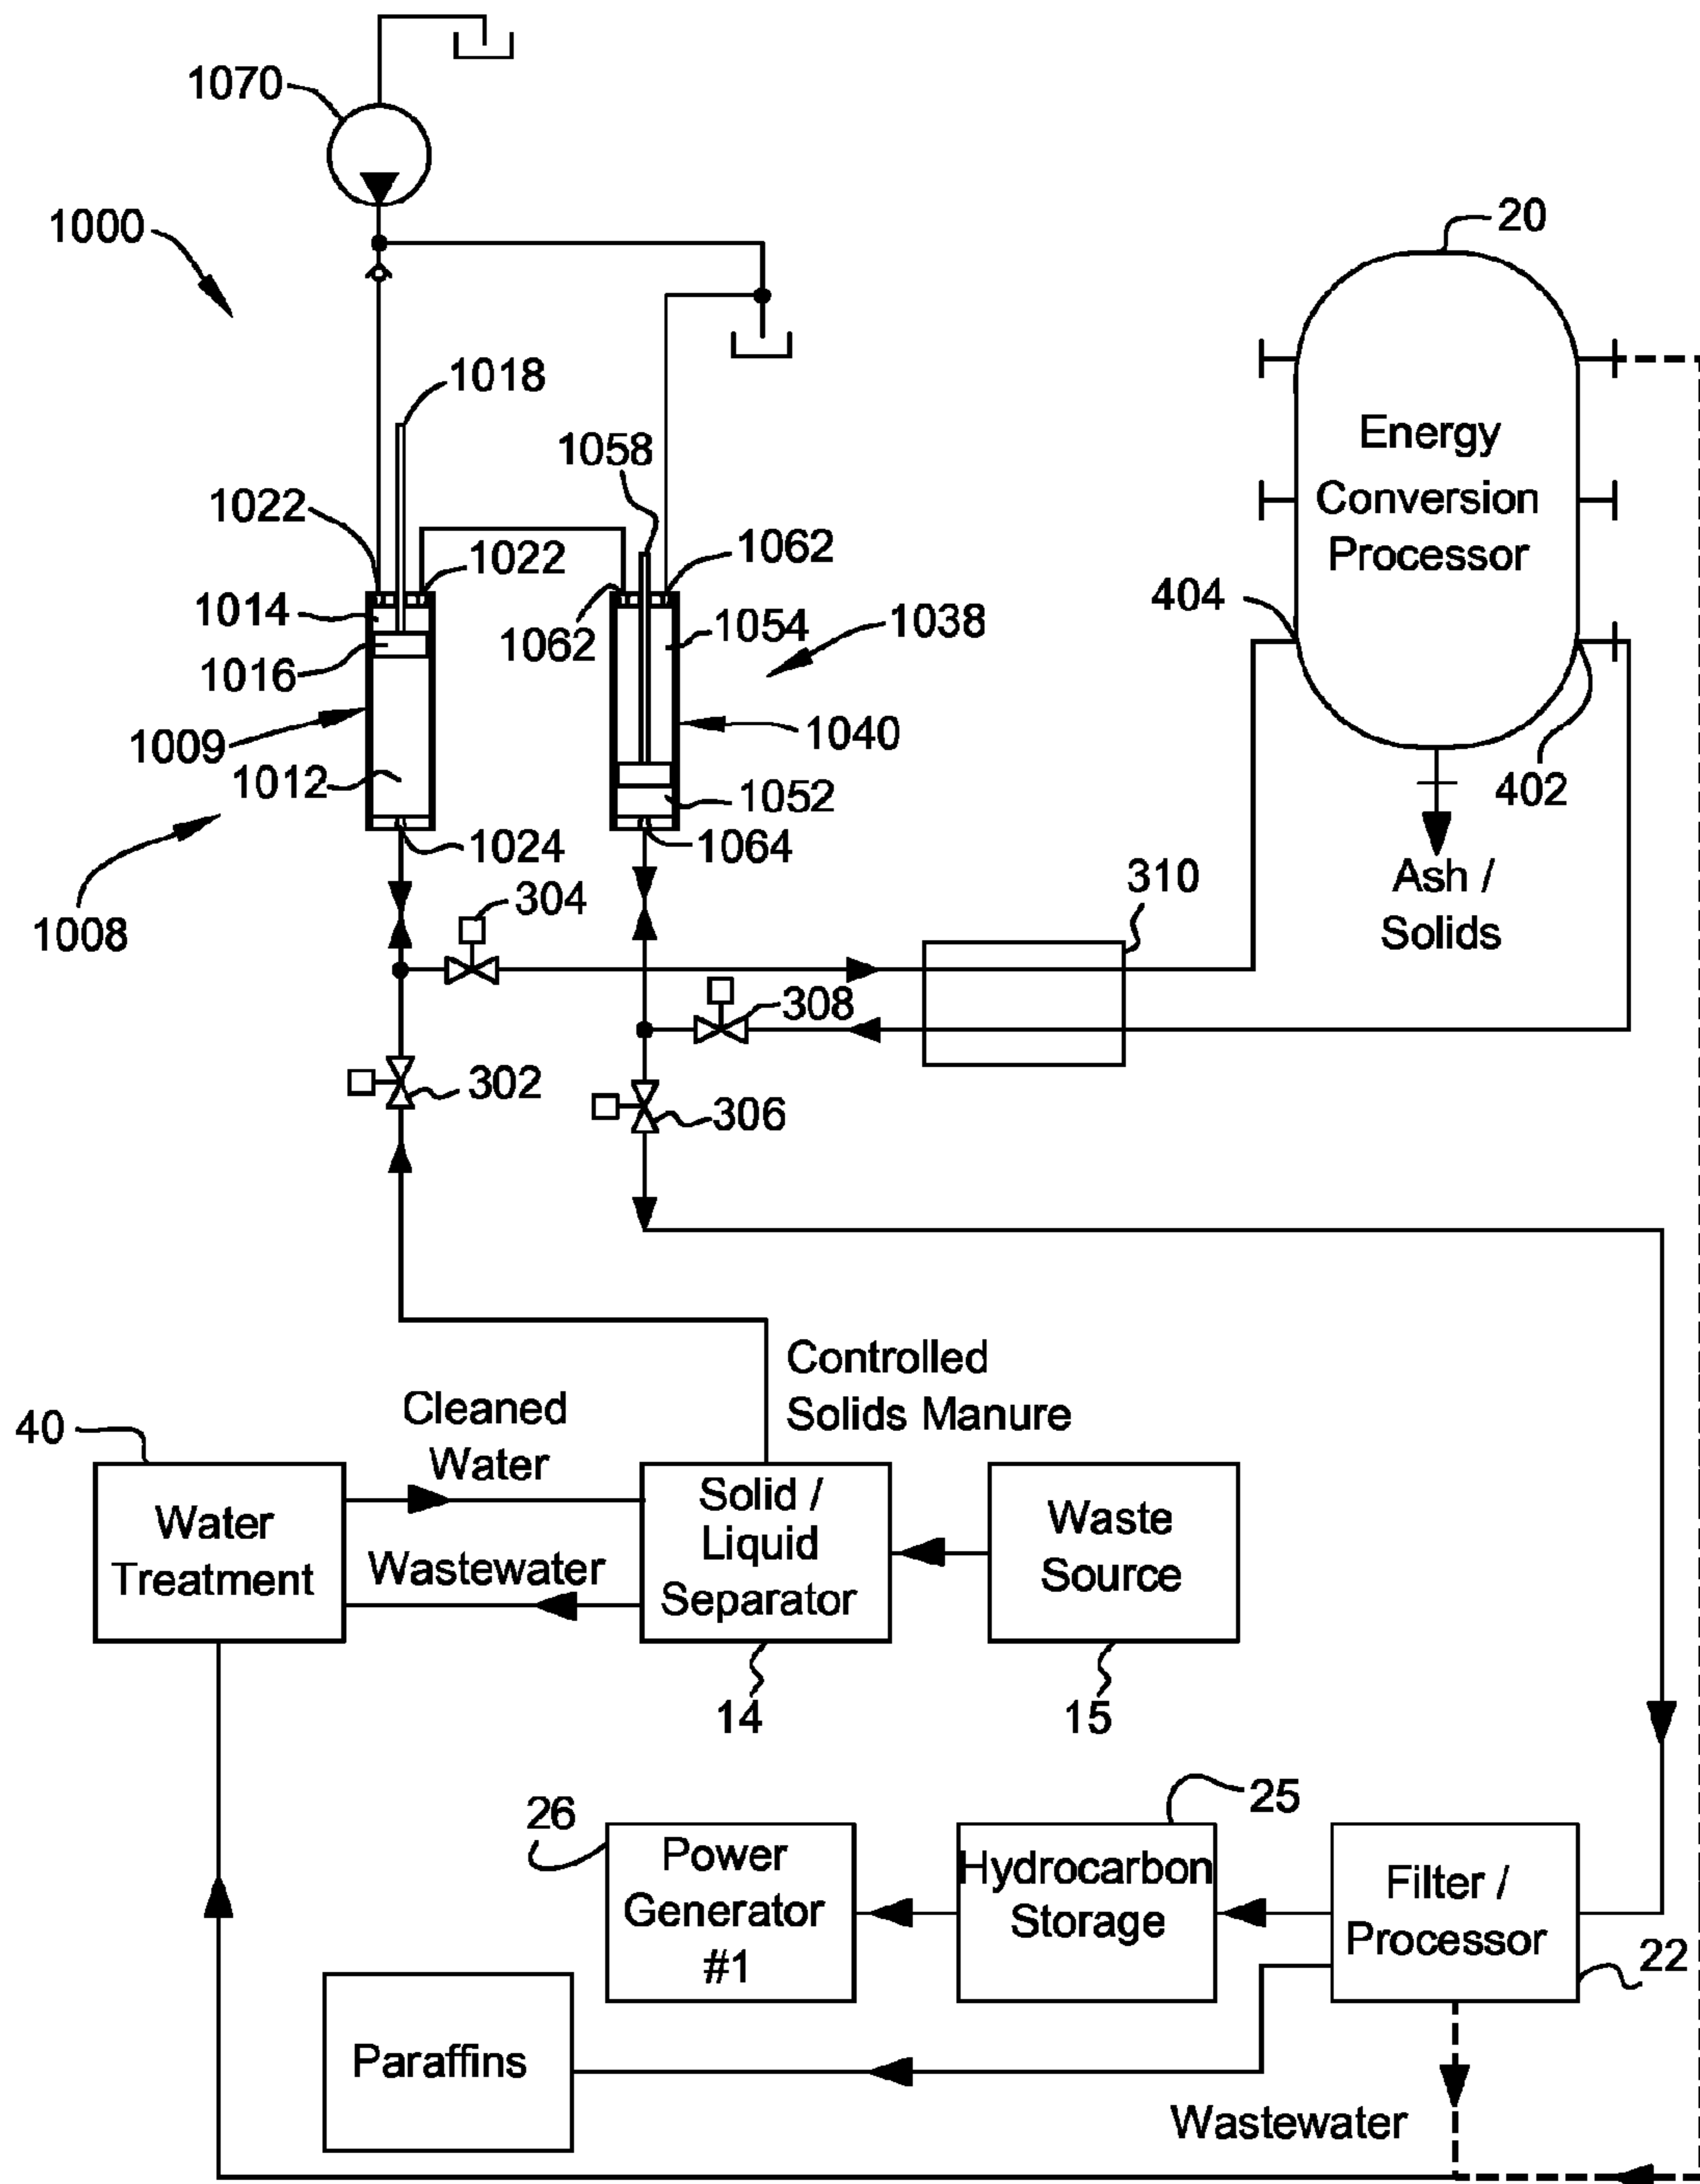 1070
1000
20
1018
1058
Energy
Conversion
Processor
1022
1022
1062
1014
1062
1054
1038
404
1016
1009
1040
1012
1052
402
1024
1064
1008
304
310
Ash /
Solids
308
302
306
Controlled
Solids Manure
40
Cleaned
Water
Water
Treatment
Wastewater
Solid /
Liquid
Separator
Waste
Source
14
15
26
25
Power
Generator
#1
Hydrocarbon
Storage
Filter /
Processor
22
Paraffins
Wastewater